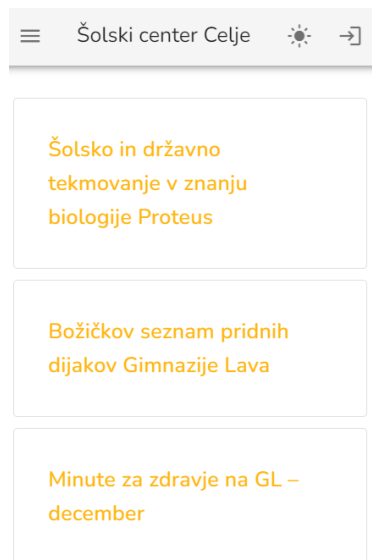 Šolski center Celje
Šolsko in državno
tekmovanje v znanju
biologije Proteus
Božičkov seznam pridnih
dijakov Gimnazije Lava
Minute za zdravje na GL –
december